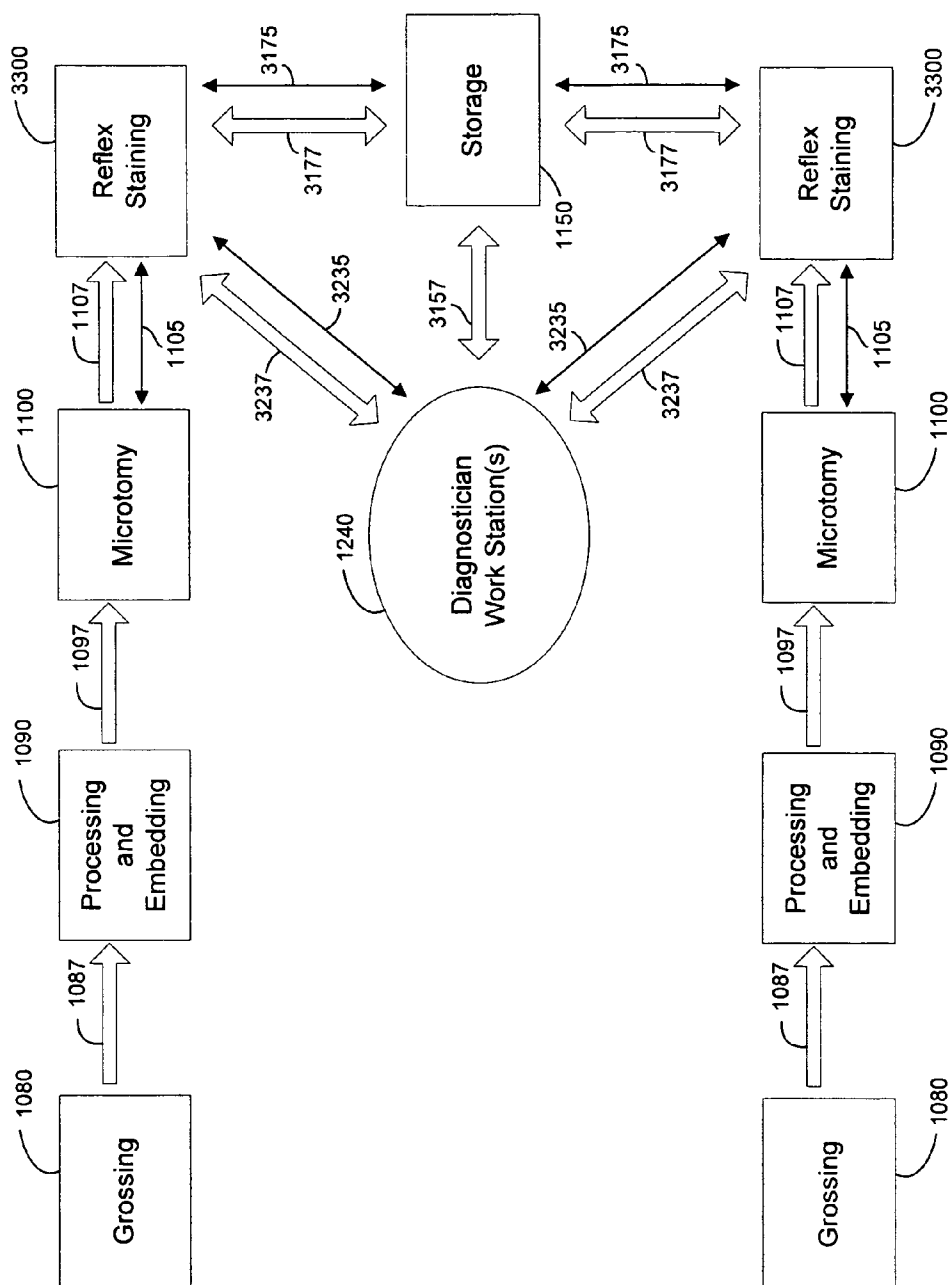 1080
1090
1100
3300
1087
1097
1107
Grossing
Processing
and
Embedding
Microtomy
Reflex
Staining
1105
3237
3235
3177
3175
1240
3157
Diagnostician
Work Station(s)
Storage
1150
3235
3237
3177
3175
1087
1097
1107
Grossing
Processing
and
Embedding
Microtomy
Reflex
Staining
1105
1080
1090
1100
3300